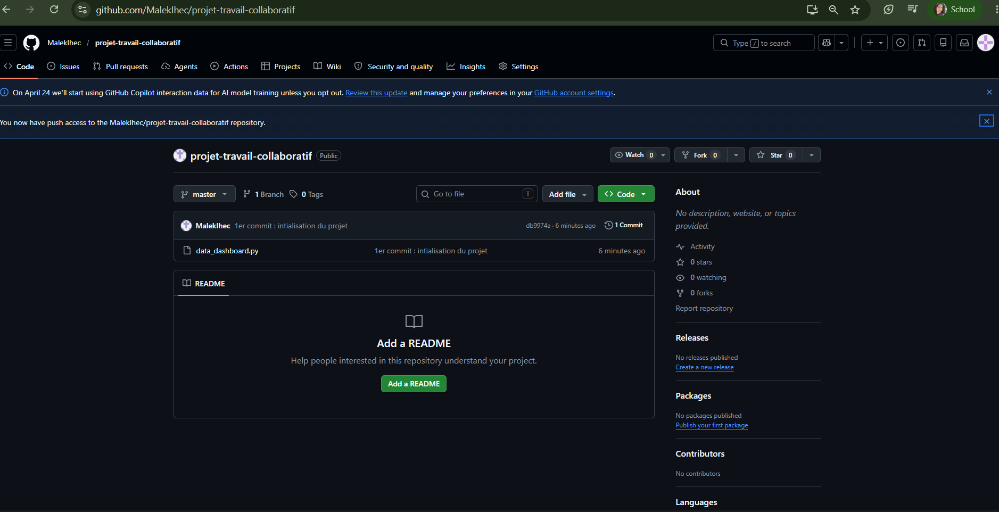 github.com/MalekIhec/projet-travail-collaboratif
School
MalekIhec / projet-travail-collaboratif
Type / to search
Code Issues Pull requests Agents Actions Projects Wiki Security and quality Insights Settings
On April 24 we'll start using GitHub Copilot interaction data for AI model training unless you opt out. Review this update and manage your preferences in your GitHub account settings.
You now have push access to the MalekIhec/projet-travail-collaboratif repository.
projet-travail-collaboratif Public
Watch 0 Fork 0 Star 0
master 1 Branch 0 Tags Go to file T Add file Code
MalekIhec 1er commit : intialisation du projet db9974a · 6 minutes ago 1 Commit
data_dashboard.py 1er commit : intialisation du projet 6 minutes ago
README
Add a README
Help people interested in this repository understand your project.
Add a README
About
No description, website, or topics
provided.
Activity
0 stars
0 watching
0 forks
Report repository
Releases
No releases published
Create a new release
Packages
No packages published
Publish your first package
Contributors
No contributors
Languages